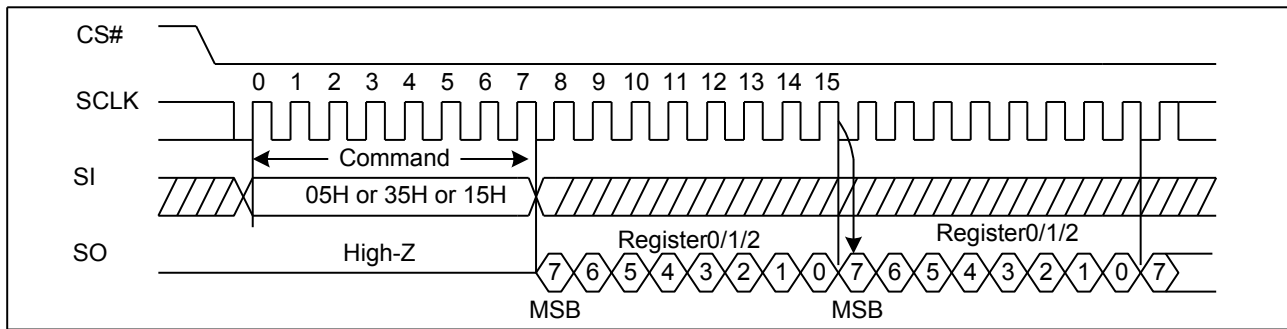 CS#
0 1 2 3 4 5 6 7 8 9 10 11 12 13 14 15
SCLK
Command
SI
05H or 35H or 15H
Register0/1/2 Register0/1/2
SO High-Z
7 6 5 4 3 2 1 0 7 6 5 4 3 2 1 0 7
MSB MSB